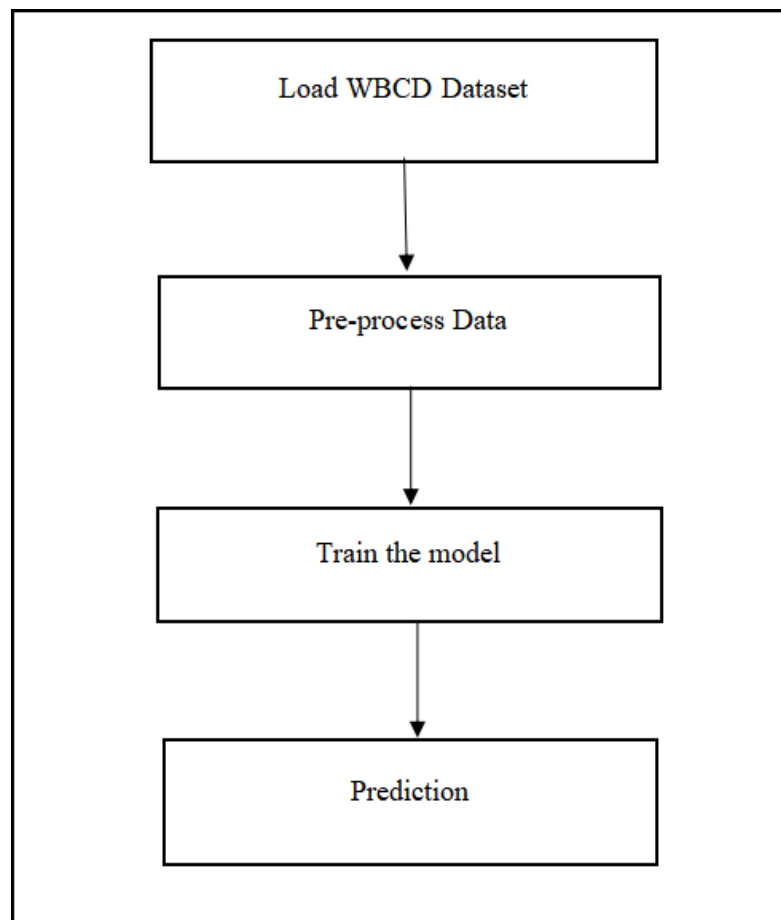 Load WBCD Dataset
Pre-process Data
Train the model
Prediction